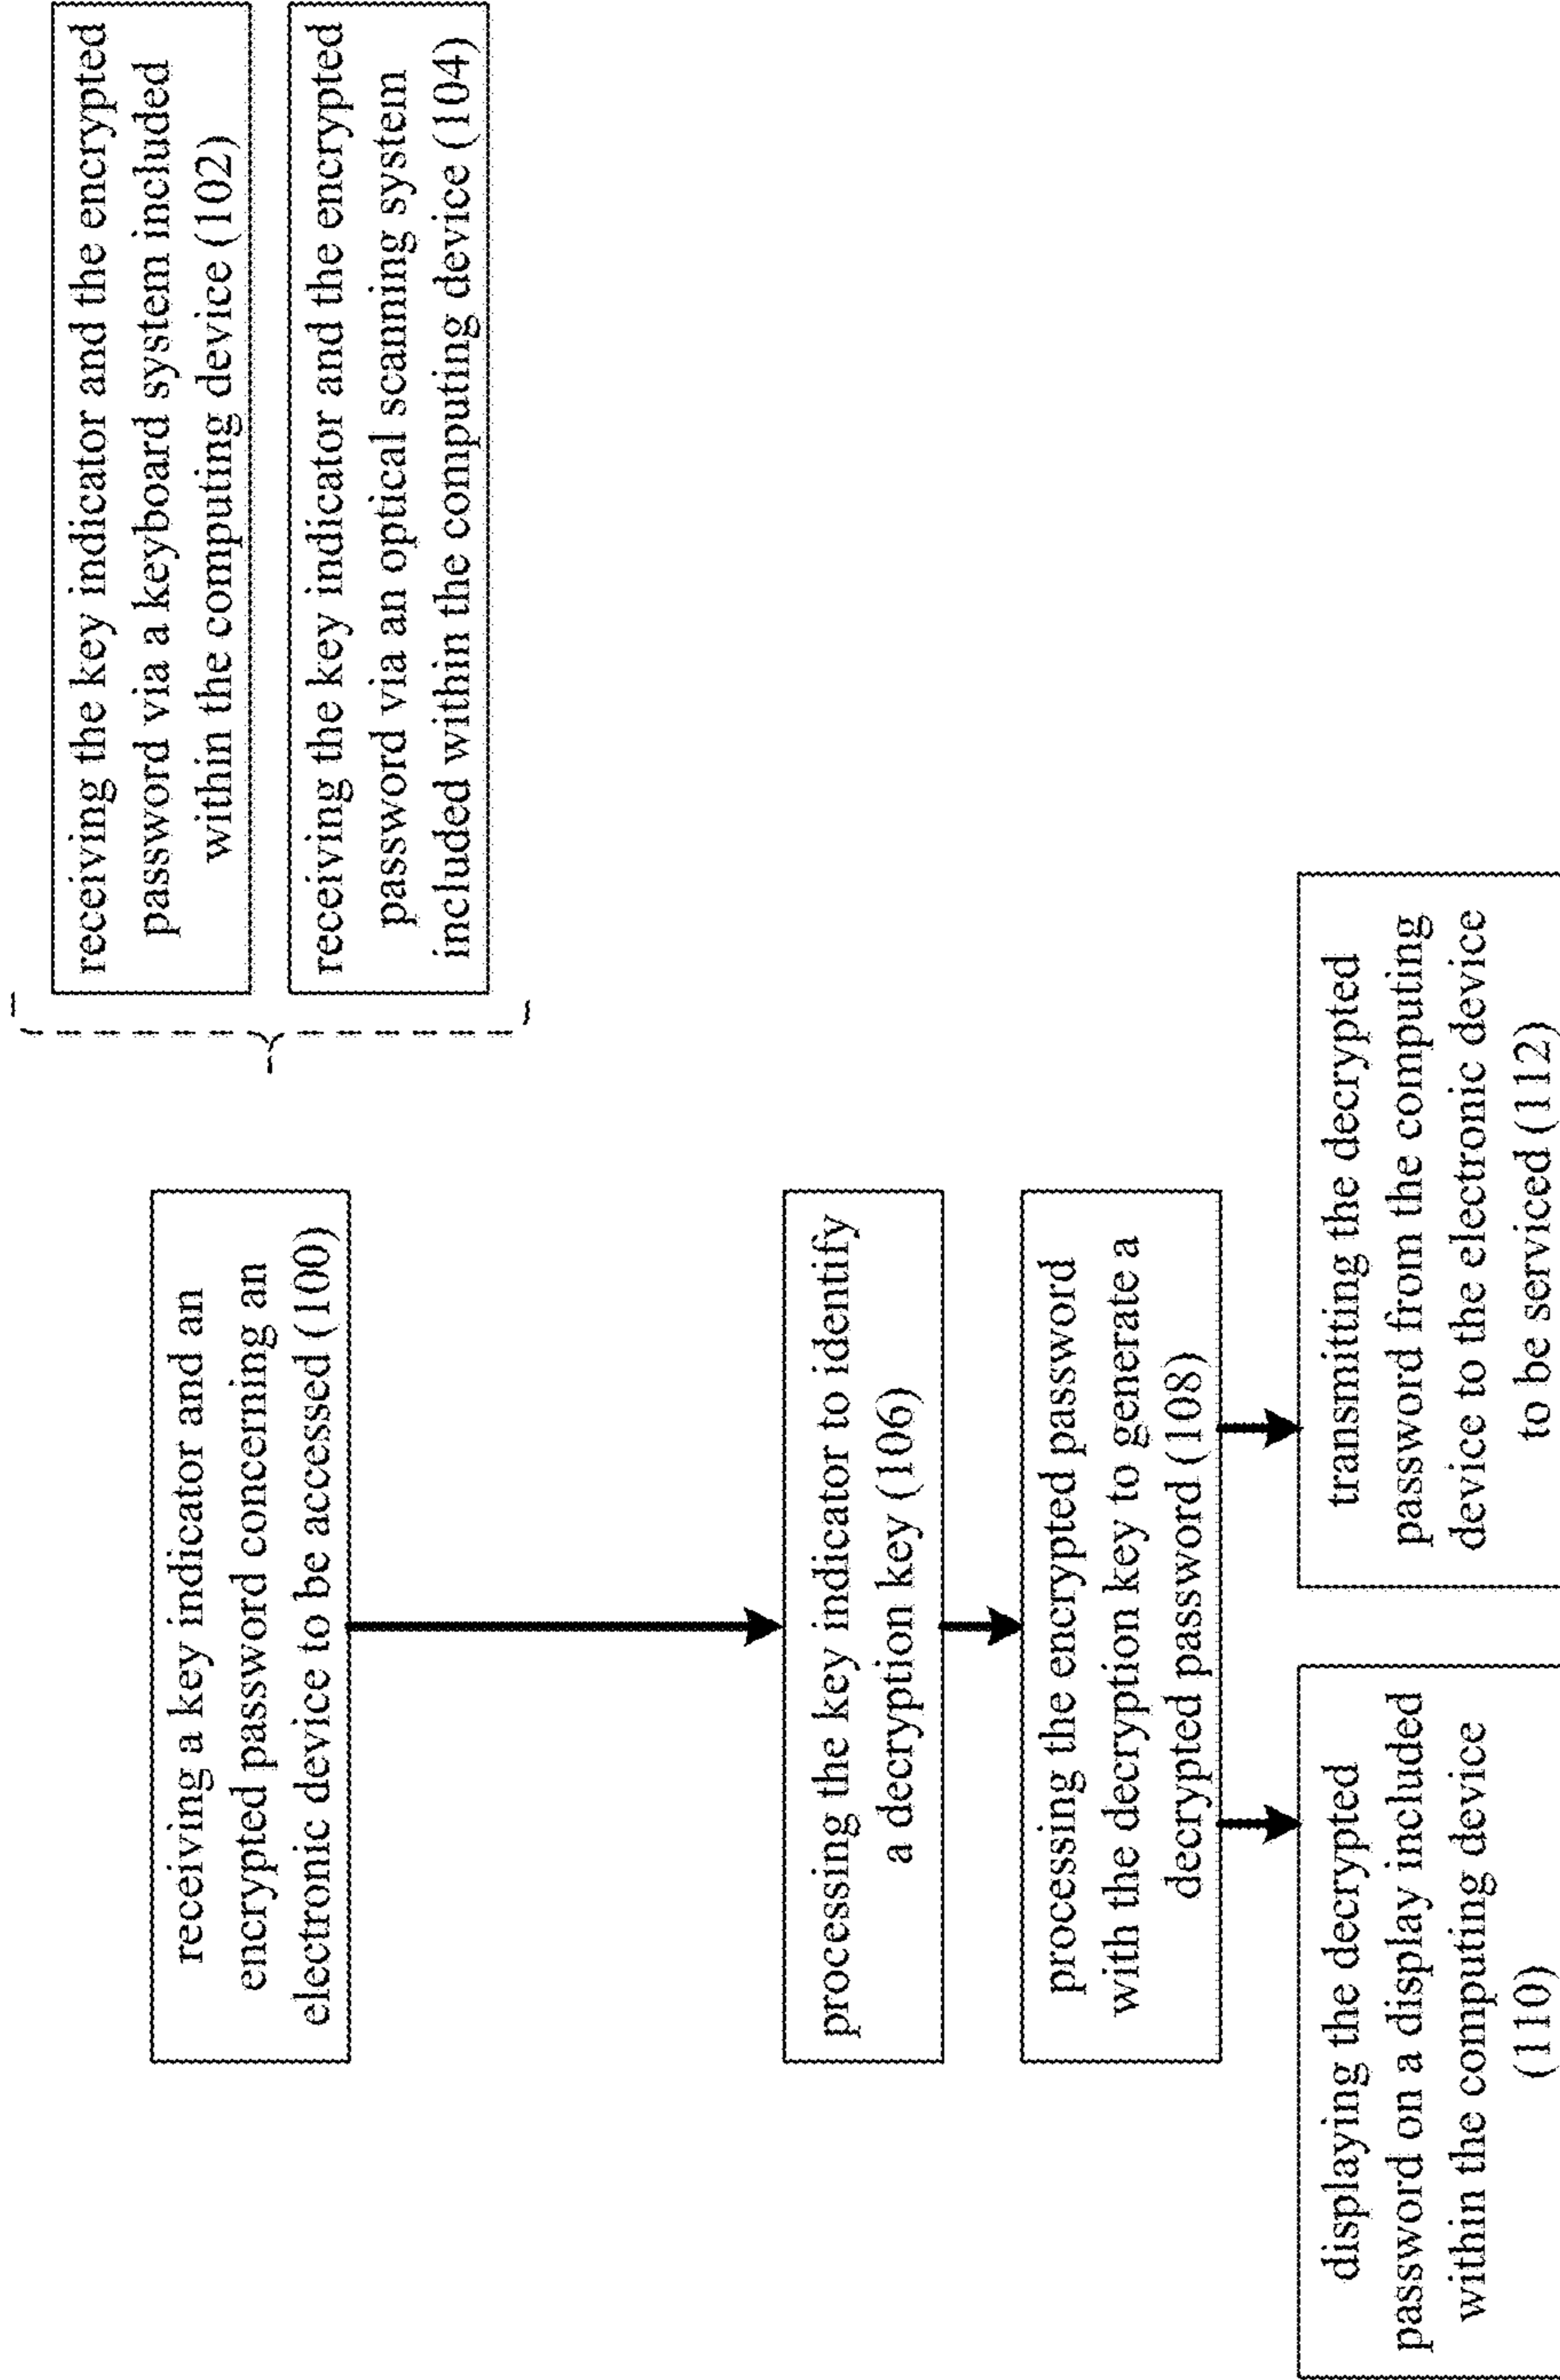 receiving a key indicator and an
encrypted password concerning an
electronic device to be accessed (100)
receiving the key indicator and the encrypted
password via a keyboard system included
within the computing device (102)
receiving the key indicator and the encrypted
password via an optical scanning system
included within the computing device (104)
processing the key indicator to identify
a decryption key (106)
processing the encrypted password
with the decryption key to generate a
decrypted password (108)
displaying the decrypted
password on a display included
within the computing device
(110)
transmitting the decrypted
password from the computing
device to the electronic device
to be serviced (112)